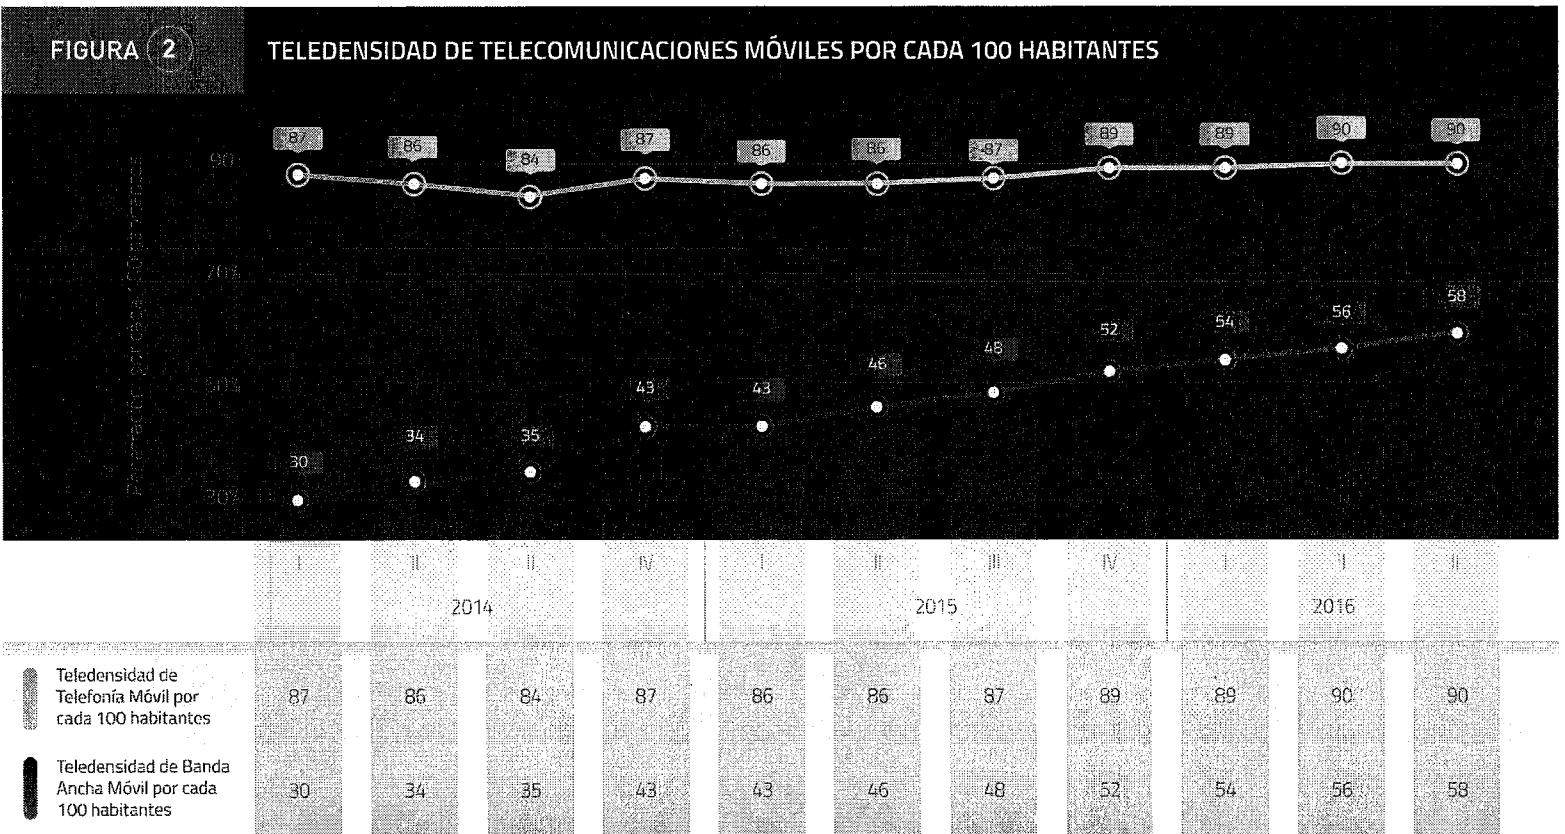 FIGURA 2
TELEDENSIDAD DE TELECOMUNICACIONES MÓVILES POR CADA 100 HABITANTES
87 86 84 87 86 86 87 89 89 90 90
90
70%
50%
30%
30 34 35 43 43 46 48 52 54 56 58
I II II IV I II III IV I I II
2014 2015 2016
Teledensidad de
Telefonía Móvil por
cada 100 habitantes
87 86 84 87 86 86 87 89 89 90 90
Teledensidad de Banda
Ancha Móvil por cada
100 habitantes
30 34 35 43 43 46 48 52 54 56 58